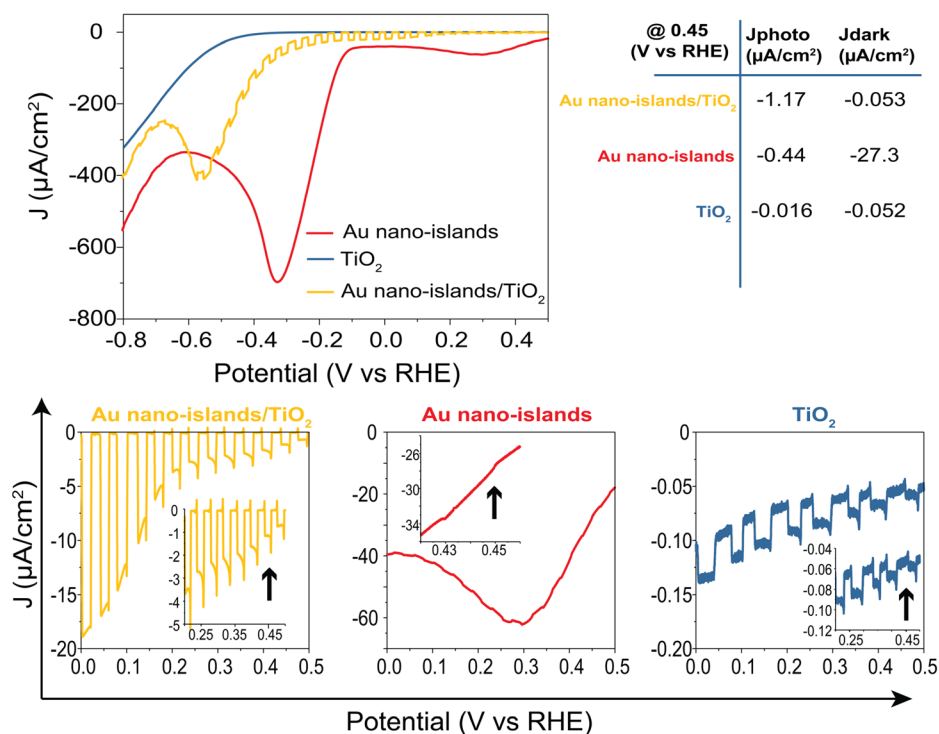 0
-200
-400
-600
-800
J (μA/cm²)
-0.8 -0.6 -0.4 -0.2 0.0 0.2 0.4
Potential (V vs RHE)
Au nano-islands
TiO₂
Au nano-islands/TiO₂
@ 0.45 (V vs RHE) Jphoto (μA/cm²) Jdark (μA/cm²)
Au nano-islands/TiO₂ -1.17 -0.053
Au nano-islands -0.44 -27.3
TiO₂ -0.016 -0.052
J (μA/cm²)
Au nano-islands/TiO₂
0
-5
-10
-15
-20
0.0 0.1 0.2 0.3 0.4 0.5
0
-1
-2
-3
-4
-5
0.25 0.35 0.45
Au nano-islands
0
-20
-40
-60
0.0 0.1 0.2 0.3 0.4 0.5
-26
-30
-34
0.43 0.45
TiO₂
0
-0.05
-0.10
-0.15
-0.20
0.0 0.1 0.2 0.3 0.4 0.5
-0.04
-0.06
-0.08
-0.10
-0.12
0.25 0.45
Potential (V vs RHE)